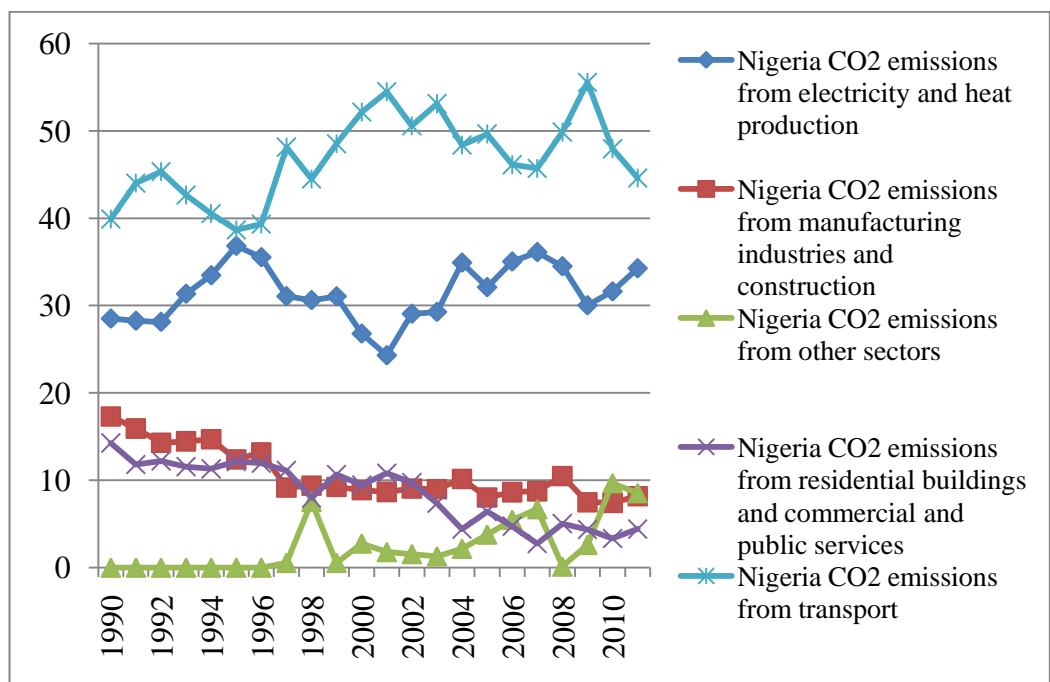 60
50
40
30
20
10
0
1990
1992
1994
1996
1998
2000
2002
2004
2006
2008
2010
Nigeria CO2 emissions
from electricity and heat
production
Nigeria CO2 emissions
from manufacturing
industries and
construction
Nigeria CO2 emissions
from other sectors
Nigeria CO2 emissions
from residential buildings
and commercial and
public services
Nigeria CO2 emissions
from transport